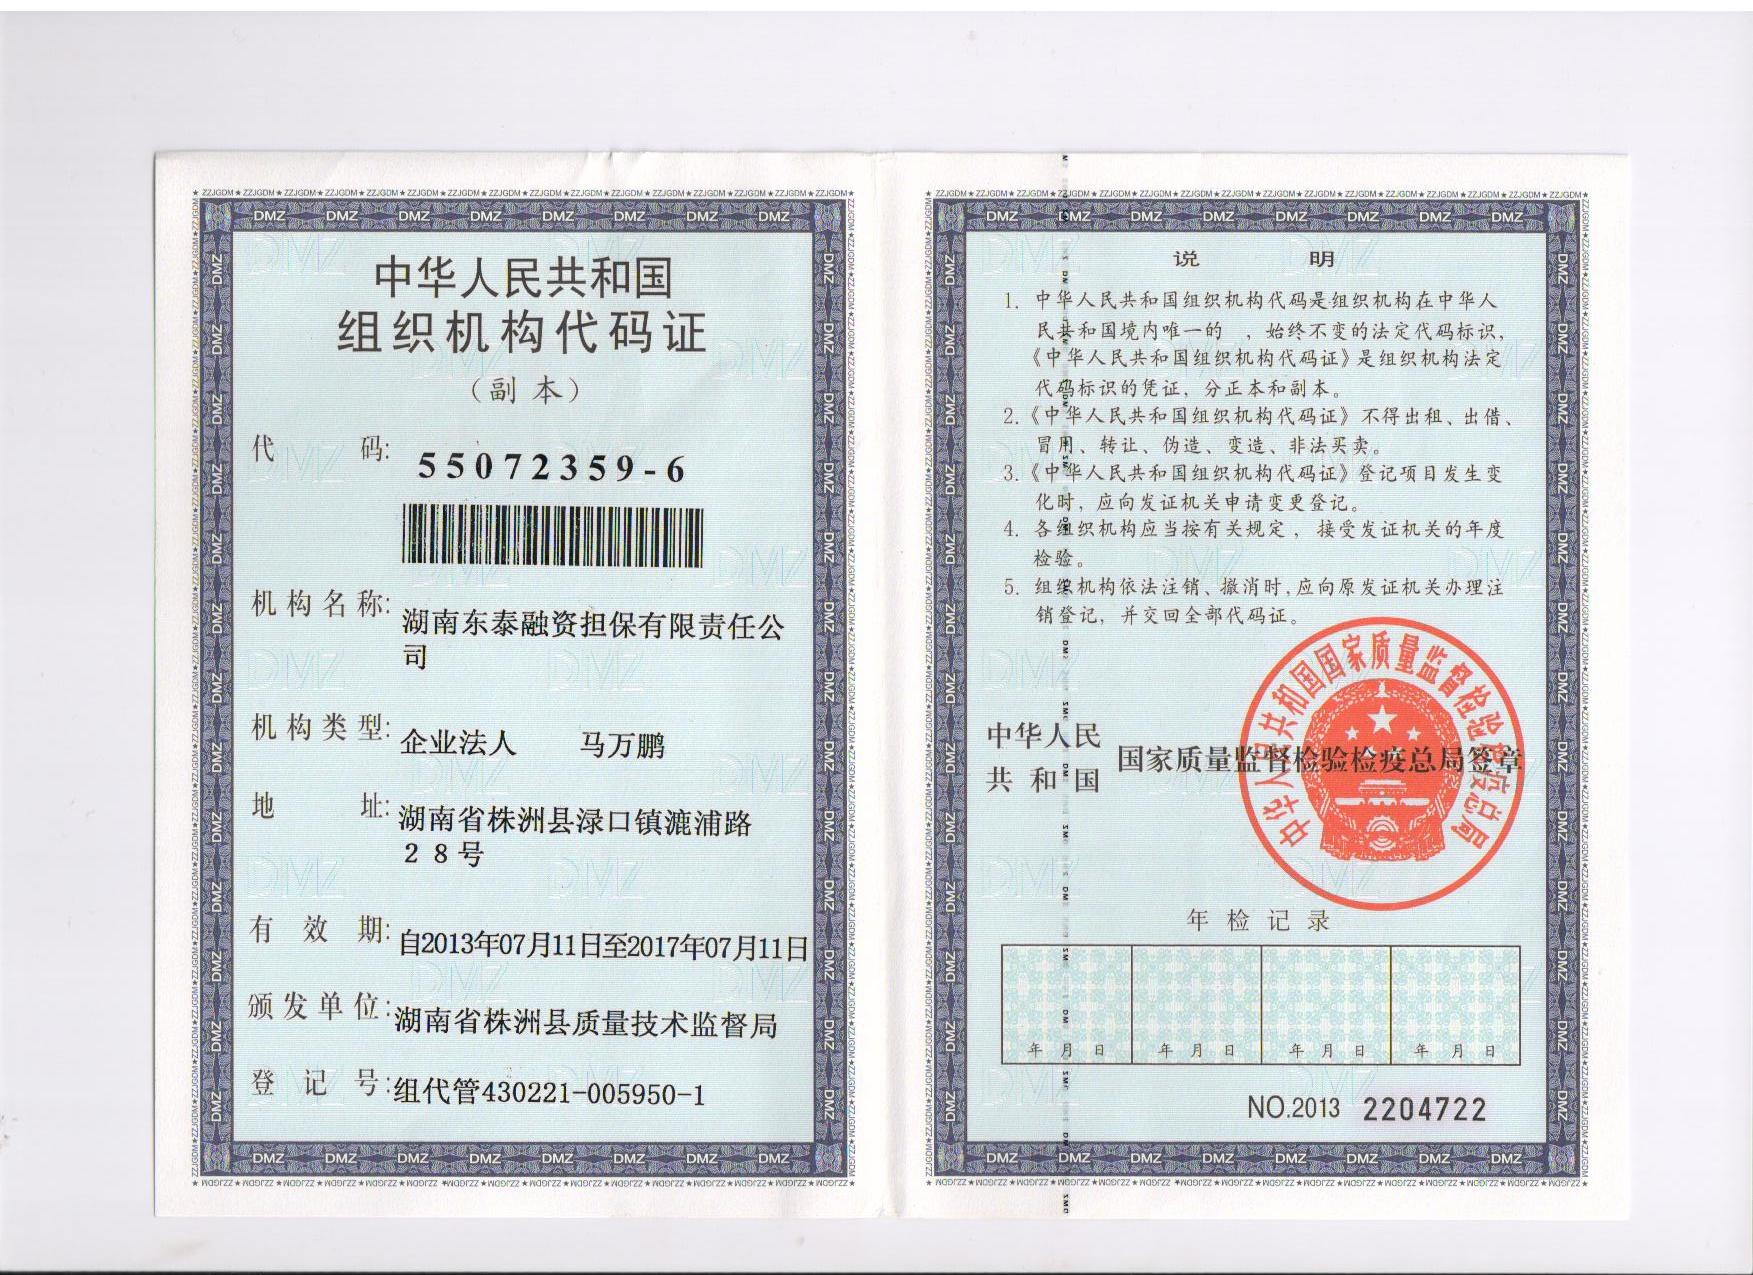 中华人民共和国
组织机构代码证
（副本）
代 码: 55072359-6
机构名称: 湖南东泰融资担保有限责任公
司
机构类型: 企业法人 马万鹏
地 址: 湖南省株洲县渌口镇漉浦路
２８号
有效期: 自2013年07月11日至2017年07月11日
颁发单位: 湖南省株洲县质量技术监督局
登记号: 组代管430221-005950-1
说 明
1. 中华人民共和国组织机构代码是组织机构在中华人
民共和国境内唯一的 ，始终不变的法定代码标识，
《中华人民共和国组织机构代码证》是组织机构法定
代码标识的凭证，分正本和副本。
2.《中华人民共和国组织机构代码证》不得出租、出借、
冒用、转让、伪造、变造、非法买卖。
3.《中华人民共和国组织机构代码证》登记项目发生变
化时，应向发证机关申请变更登记。
4. 各组织机构应当按有关规定，接受发证机关的年度
检验。
5. 组织机构依法注销、撤消时，应向原发证机关办理注
销登记，并交回全部代码证。
中华人民共和国国家质量监督检验检疫总局
中华人民
共和国 国家质量监督检验检疫总局签章
年检记录
年 月 日 年 月 日 年 月 日 年 月 日
NO.2013 2204722